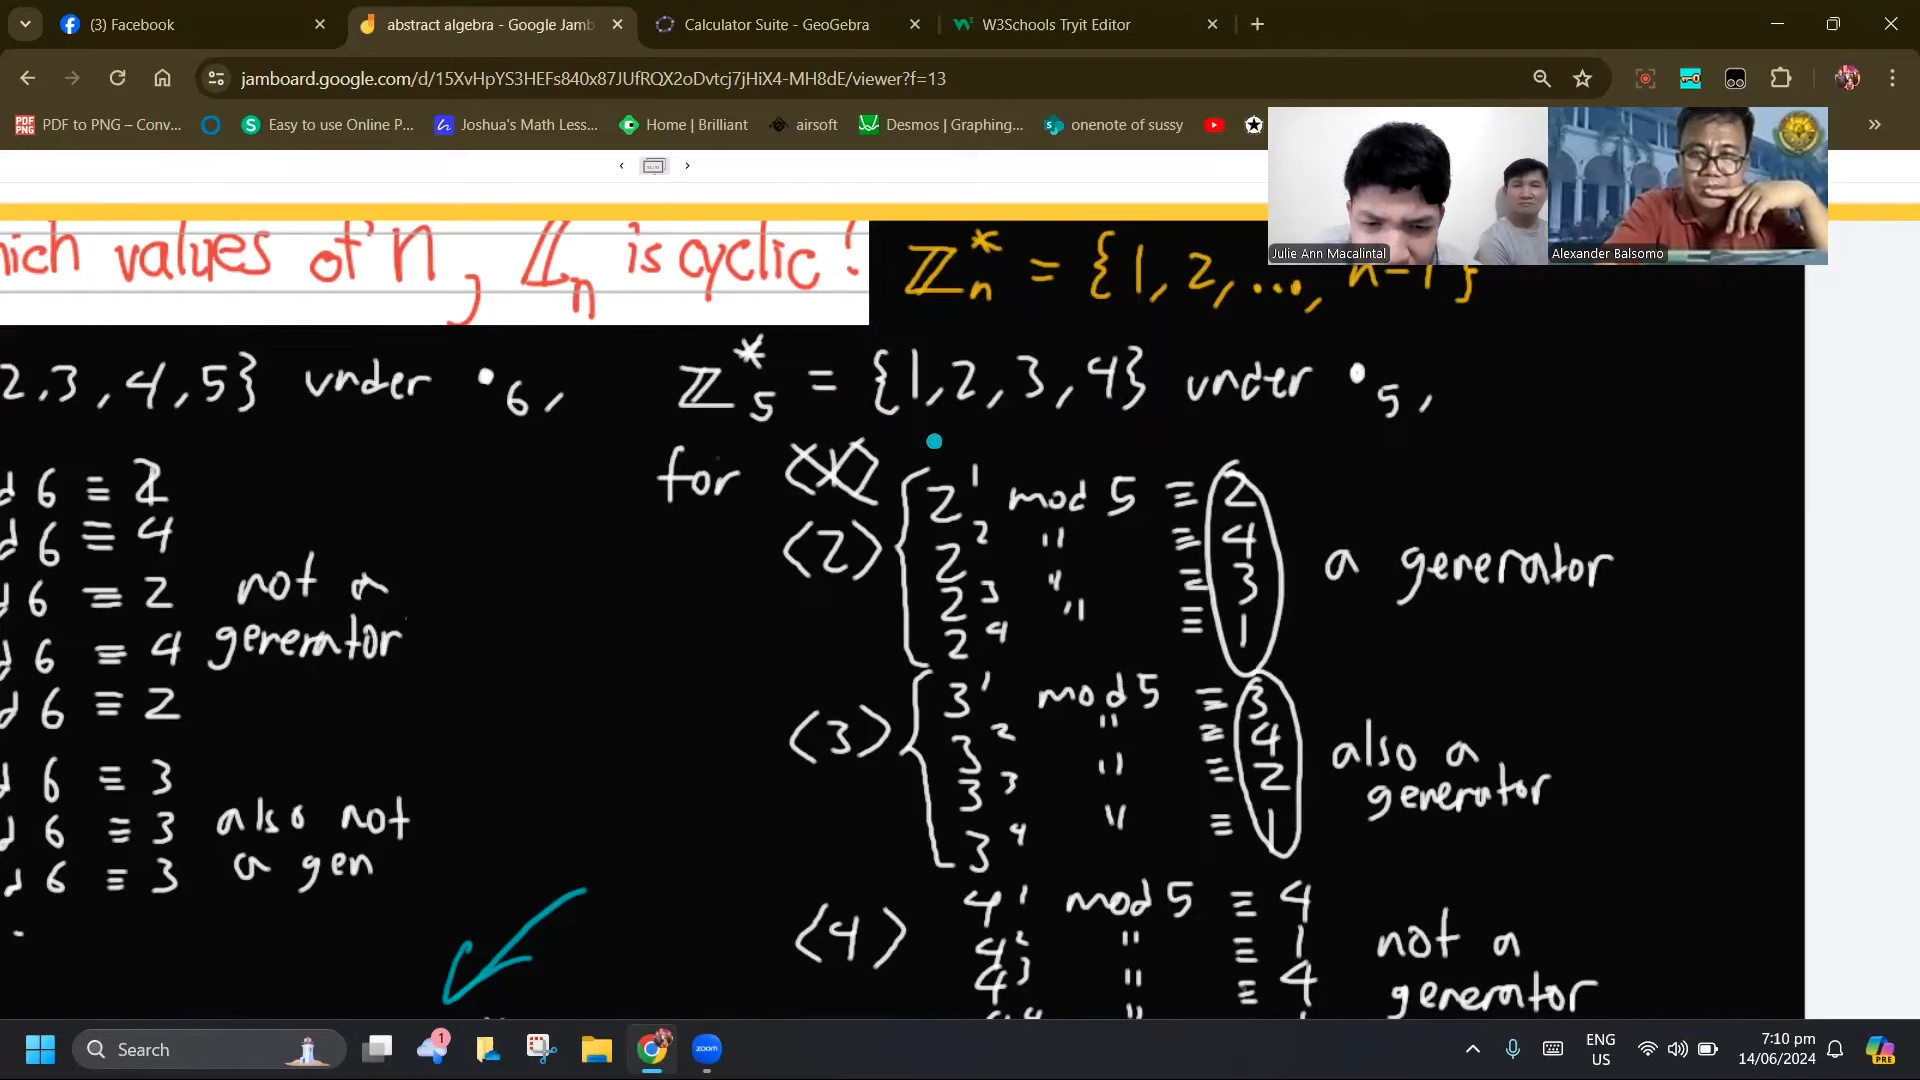 (3) Facebook
abstract algebra - Google Jamb
Calculator Suite - GeoGebra
W3Schools Tryit Editor
jamboard.google.com/d/15XvHpYS3HEFs840x87JUfRQX2oDvtcj7jHiX4-MH8dE/viewer?f=13
PDF to PNG – Conv...
Easy to use Online P...
Joshua's Math Less...
Home | Brilliant
airsoft
Desmos | Graphing...
onenote of sussy
Julie Ann Macalintal
Alexander Balsomo
hich values of n, ℤn is cyclic!
ℤ*n = {1, 2, ..., n-1}
2,3,4,5} under •6,
d 6 ≡ 2
d 6 ≡ 4
d 6 ≡ 2
d 6 ≡ 4
d 6 ≡ 2
not a
generator
d 6 ≡ 3
d 6 ≡ 3
d 6 ≡ 3
also not
a gen
ℤ*5 = {1,2,3,4} under •5,
for
⟨2⟩
2¹ mod 5 ≡ 2
2² " ≡ 4
2³ " ≡ 3
2⁴ " ≡ 1
a generator
⟨3⟩
3¹ mod 5 ≡ 3
3² " ≡ 4
3³ " ≡ 2
3⁴ " ≡ 1
also a
generator
⟨4⟩
4¹ mod 5 ≡ 4
4² " ≡ 1
4³ " ≡ 4
not a
generator
Search
1
zoom
ENG
US
7:10 pm
14/06/2024
PRE